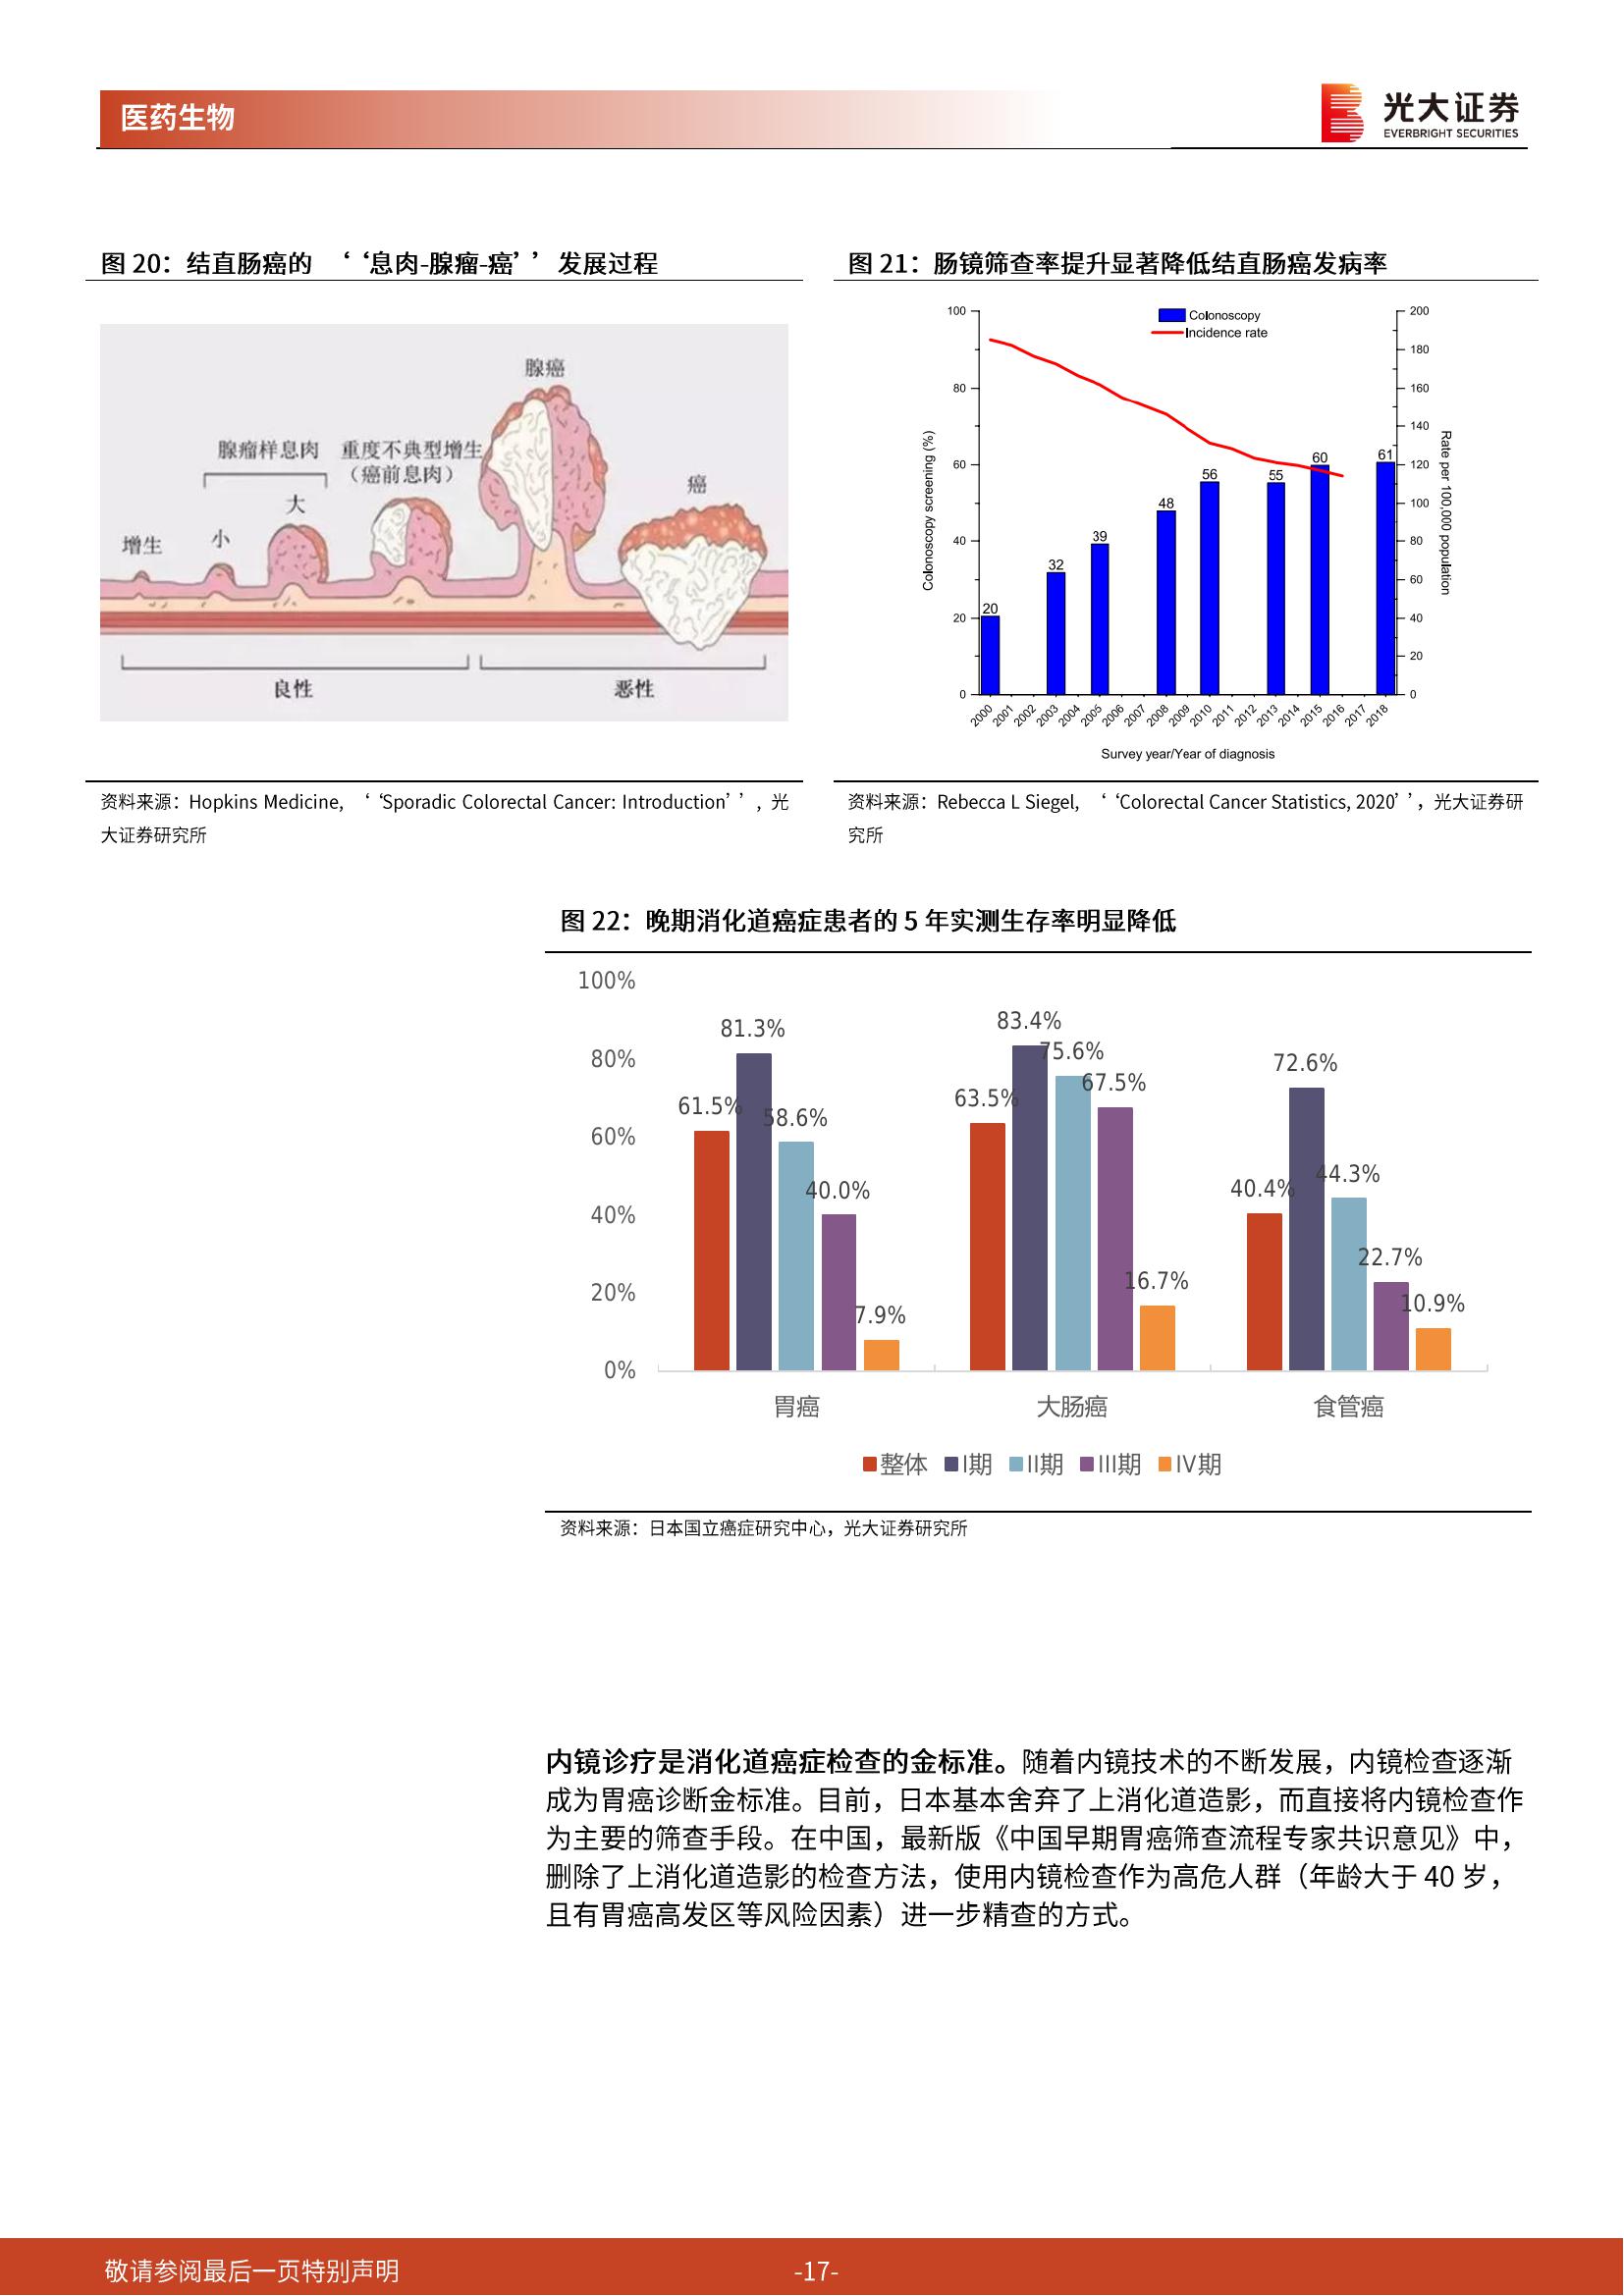 医药生物
光大证券
EVERBRIGHT SECURITIES
图 20：结直肠癌的 ‘‘息肉-腺瘤-癌’’ 发展过程
腺癌
腺瘤样息肉
重度不典型增生
（癌前息肉）
大
癌
小
增生
良性
恶性
资料来源：Hopkins Medicine, ‘‘Sporadic Colorectal Cancer: Introduction’’, 光
大证券研究所
图 21：肠镜筛查率提升显著降低结直肠癌发病率
Colonoscopy
Incidence rate
100
80
60
40
20
0
Colonoscopy screening (%)
20
32
39
48
56
55
60
61
200
180
160
140
120
100
80
60
40
20
0
Rate per 100,000 population
2000 2001 2002 2003 2004 2005 2006 2007 2008 2009 2010 2011 2012 2013 2014 2015 2016 2017 2018
Survey year/Year of diagnosis
资料来源：Rebecca L Siegel, ‘‘Colorectal Cancer Statistics, 2020’’，光大证券研
究所
图 22：晚期消化道癌症患者的 5 年实测生存率明显降低
100%
80%
60%
40%
20%
0%
61.5% 81.3% 58.6% 40.0% 7.9%
63.5% 83.4% 75.6% 67.5% 16.7%
40.4% 72.6% 44.3% 22.7% 10.9%
胃癌 大肠癌 食管癌
整体 I期 II期 III期 IV期
资料来源：日本国立癌症研究中心，光大证券研究所
内镜诊疗是消化道癌症检查的金标准。随着内镜技术的不断发展，内镜检查逐渐
成为胃癌诊断金标准。目前，日本基本舍弃了上消化道造影，而直接将内镜检查作
为主要的筛查手段。在中国，最新版《中国早期胃癌筛查流程专家共识意见》中，
删除了上消化道造影的检查方法，使用内镜检查作为高危人群（年龄大于 40 岁，
且有胃癌高发区等风险因素）进一步精查的方式。
敬请参阅最后一页特别声明
-17-